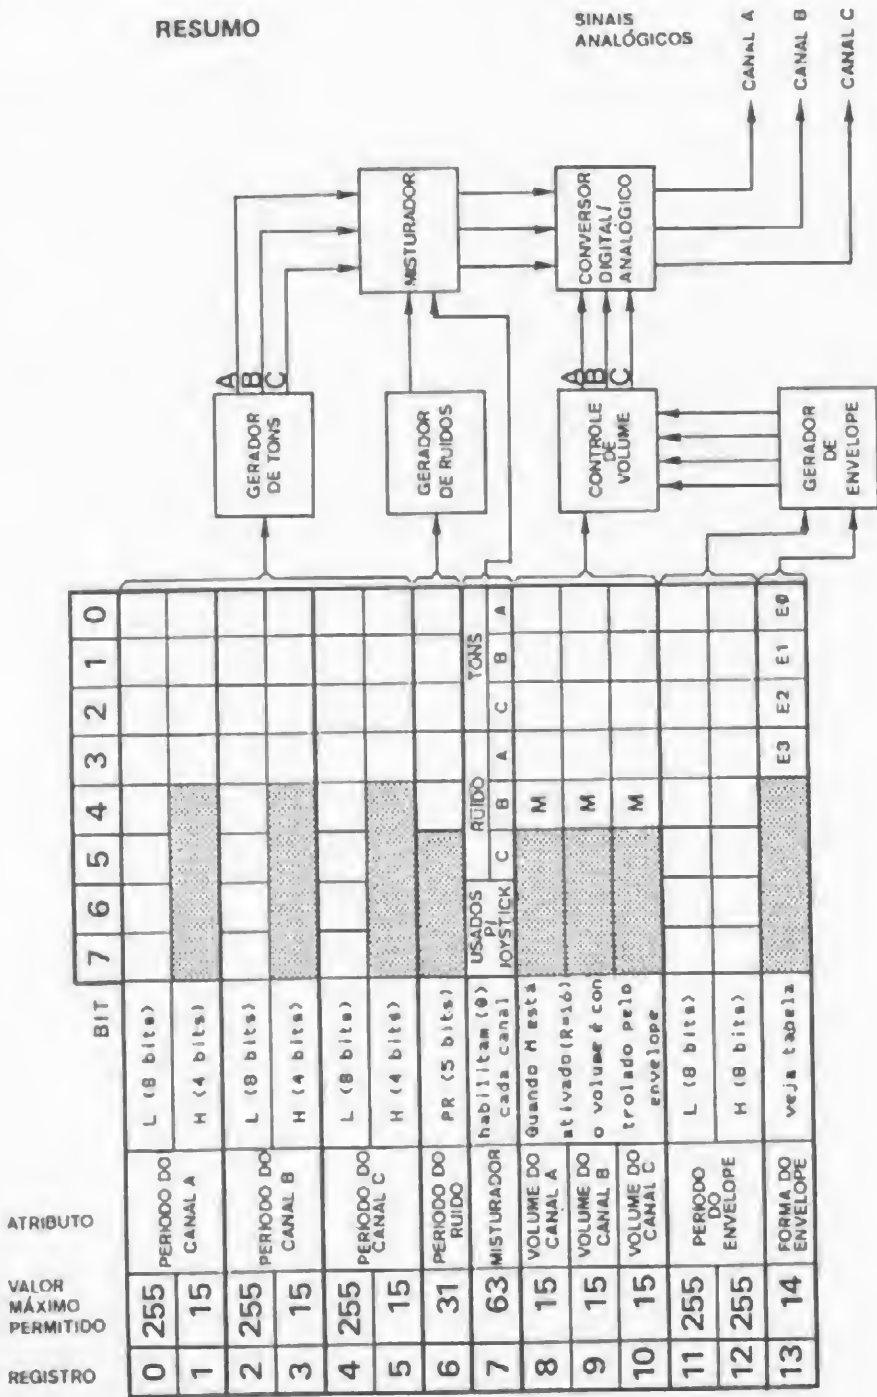 RESUMO
SINAIS
ANALÓGICOS
CANAL A
CANAL B
CANAL C
MISTURADOR
CONVERSOR
DIGITAL/
ANALÓGICO
A
B
C
GERADOR
DE TONS
GERADOR
DE RUIDOS
A
B
C
CONTROLE
DE
VOLUME
GERADOR
DE
ENVELOPE
REGISTRO
VALOR
MÁXIMO
PERMITIDO
ATRIBUTO
BIT 7 6 5 4 3 2 1 0
0 255 PERIODO DO CANAL A L (8 bits)
1 15 H (4 bits)
2 255 PERIODO DO CANAL B L (8 bits)
3 15 H (4 bits)
4 255 PERIODO DO CANAL C L (8 bits)
5 15 H (4 bits)
6 31 PERIODO DO RUIDO PR (5 bits)
7 63 MISTURADOR habilitam (0) cada canal
USADOS
P/
JOYSTICK
RUIDO
C B A
TONS
C B A
8 15 VOLUME DO CANAL A Quando M está M
9 15 VOLUME DO CANAL B ativado(R=16) o volume é con M
10 15 VOLUME DO CANAL C trolado pelo envelope M
11 255 PERIODO DO ENVELOPE L (8 bits)
12 255 H (8 bits)
13 14 FORMA DO ENVELOPE veja tabela E3 E2 E1 E0